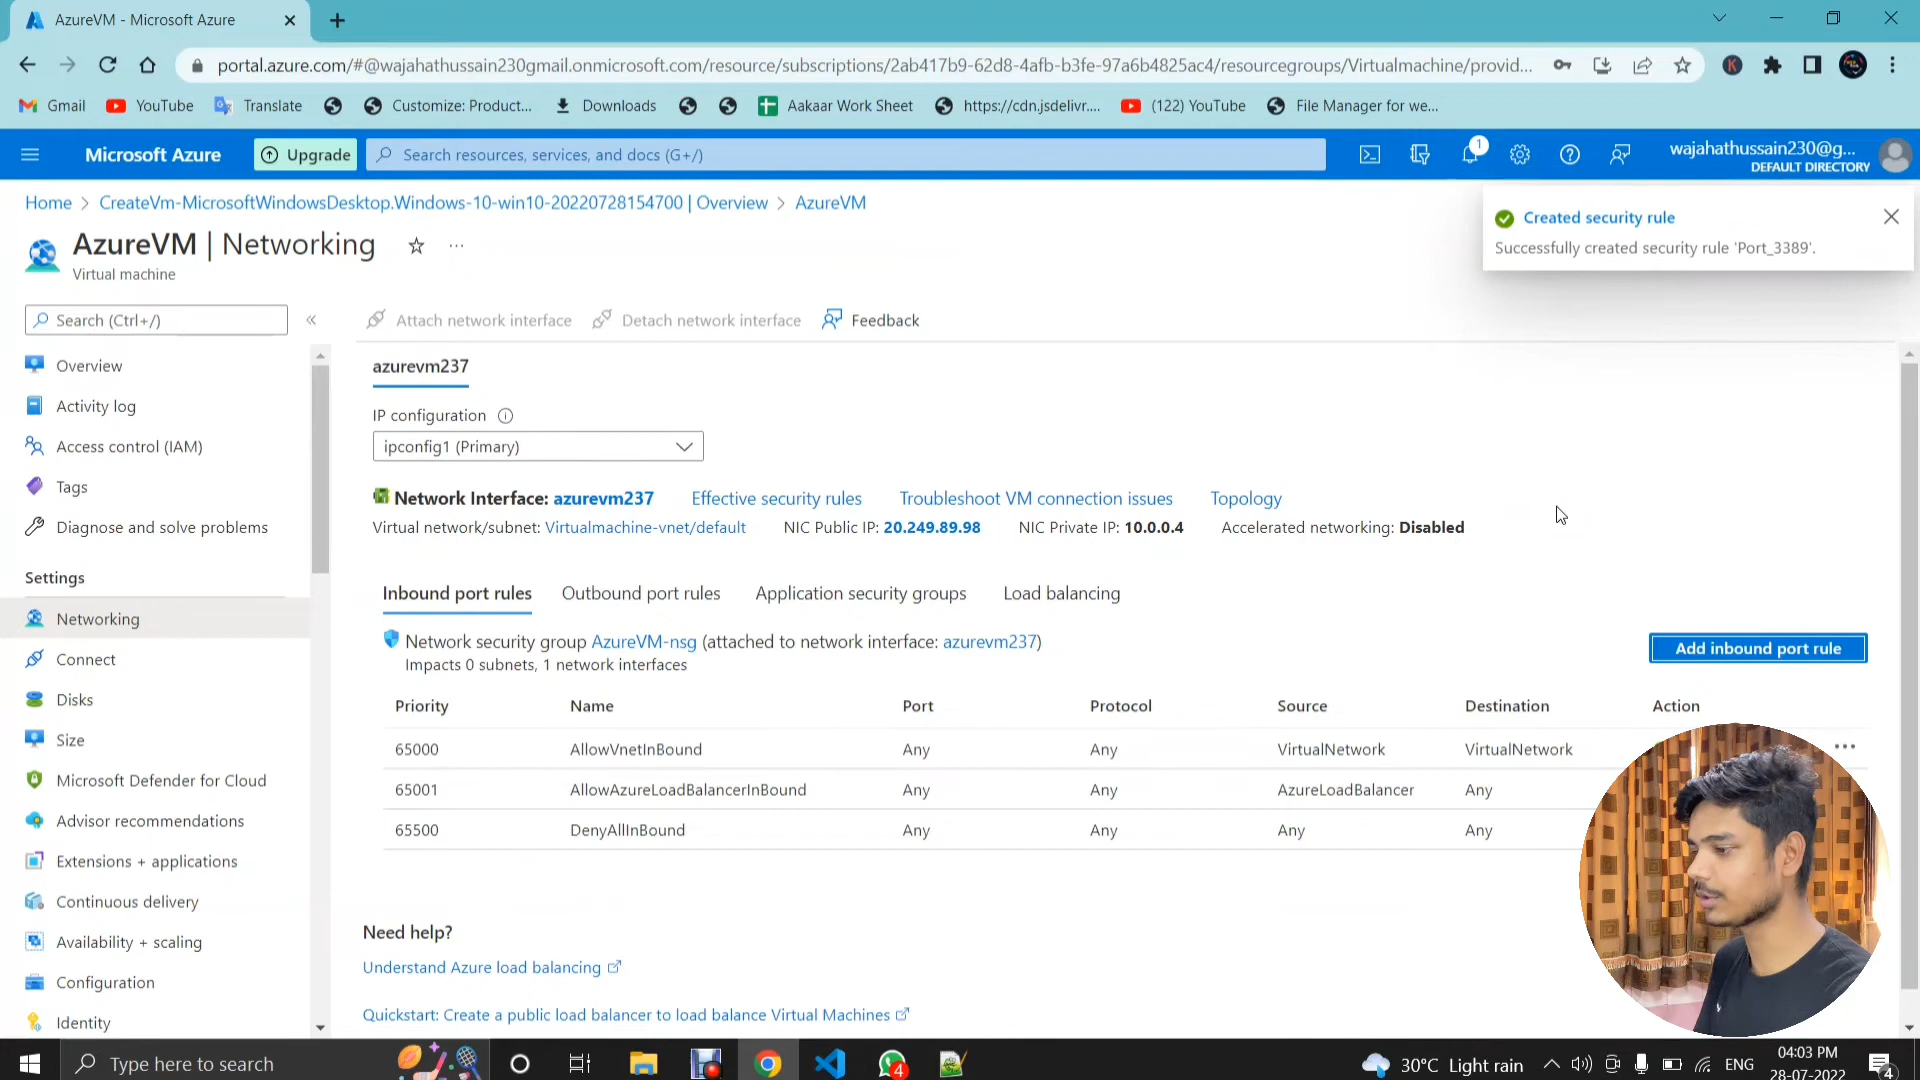 AzureVM - Microsoft Azure
portal.azure.com/#@wajahathussain230gmail.onmicrosoft.com/resource/subscriptions/2ab417b9-62d8-4afb-b3fe-97a6b4825ac4/resourcegroups/Virtualmachine/provid...
Gmail YouTube Translate Customize: Product... Downloads Aakaar Work Sheet https://cdn.jsdelivr.... (122) YouTube File Manager for we...
Microsoft Azure Upgrade Search resources, services, and docs (G+/) 1 wajahathussain230@g...
DEFAULT DIRECTORY
Home > CreateVm-MicrosoftWindowsDesktop.Windows-10-win10-20220728154700 | Overview > AzureVM
Created security rule
Successfully created security rule 'Port_3389'.
AzureVM | Networking ...
Virtual machine
Search (Ctrl+/) «
Attach network interface Detach network interface Feedback
Overview
Activity log
Access control (IAM)
Tags
Diagnose and solve problems
Settings
Networking
Connect
Disks
Size
Microsoft Defender for Cloud
Advisor recommendations
Extensions + applications
Continuous delivery
Availability + scaling
Configuration
Identity
azurevm237
IP configuration
ipconfig1 (Primary)
Network Interface: azurevm237 Effective security rules Troubleshoot VM connection issues Topology
Virtual network/subnet: Virtualmachine-vnet/default NIC Public IP: 20.249.89.98 NIC Private IP: 10.0.0.4 Accelerated networking: Disabled
Inbound port rules Outbound port rules Application security groups Load balancing
Network security group AzureVM-nsg (attached to network interface: azurevm237)
Impacts 0 subnets, 1 network interfaces
Add inbound port rule
Priority Name Port Protocol Source Destination Action
65000 AllowVnetInBound Any Any VirtualNetwork VirtualNetwork ...
65001 AllowAzureLoadBalancerInBound Any Any AzureLoadBalancer Any
65500 DenyAllInBound Any Any Any Any
Need help?
Understand Azure load balancing
Quickstart: Create a public load balancer to load balance Virtual Machines
Type here to search 4 30°C Light rain ENG 04:03 PM
28-07-2022 4